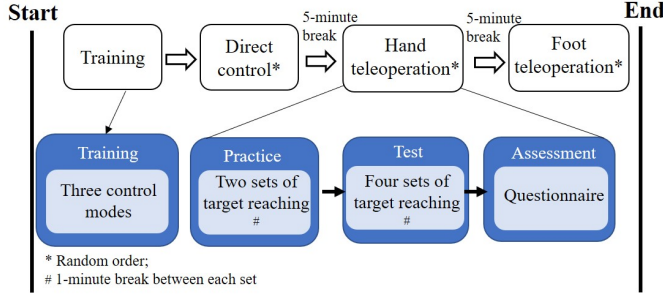 Start
End
5-minute
break
5-minute
break
Training
Direct
control*
Hand
teleoperation*
Foot
teleoperation*
Training
Three control
modes
Practice
Two sets of
target reaching
#
Test
Four sets of
target reaching
#
Assessment
Questionnaire
* Random order;
# 1-minute break between each set